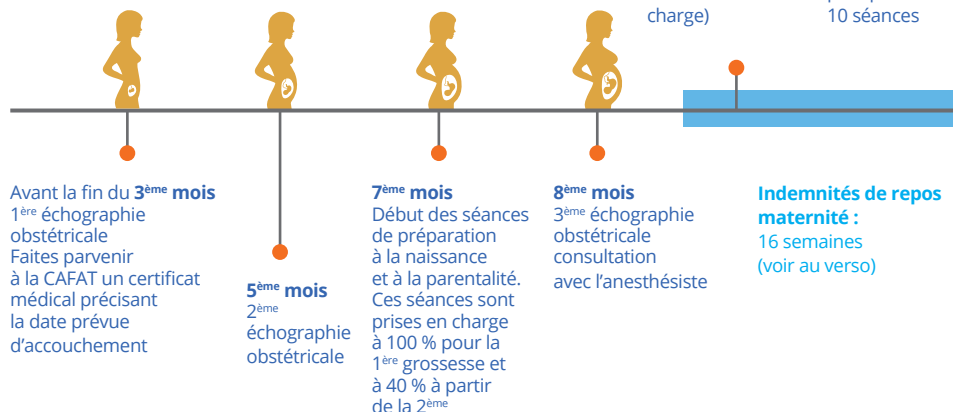 charge)
10 séances
Avant la fin du 3ème mois
1ère échographie
obstétricale
Faites parvenir
à la CAFAT un certificat
médical précisant
la date prévue
d’accouchement
5ème mois
2ème
échographie
obstétricale
7ème mois
Début des séances
de préparation
à la naissance
et à la parentalité.
Ces séances sont
prises en charge
à 100 % pour la
1ère grossesse et
à 40 % à partir
de la 2ème
8ème mois
3ème échographie
obstétricale
consultation
avec l’anesthésiste
Indemnités de repos
maternité :
16 semaines
(voir au verso)